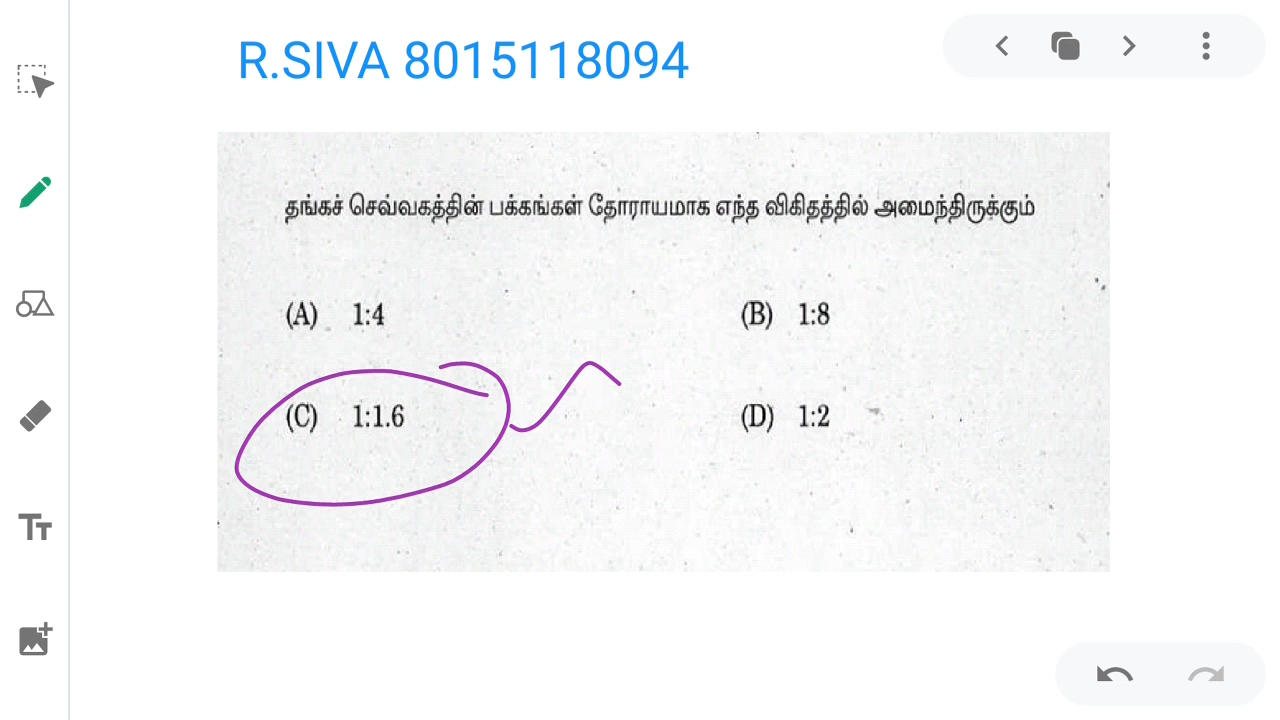 R.SIVA 8015118094
தங்கச் செவ்வகத்தின் பக்கங்கள் தோராயமாக எந்த விகிதத்தில் அமைந்திருக்கும்
(A) 1:4 (B) 1:8
(C) 1:1.6 (D) 1:2
Tт